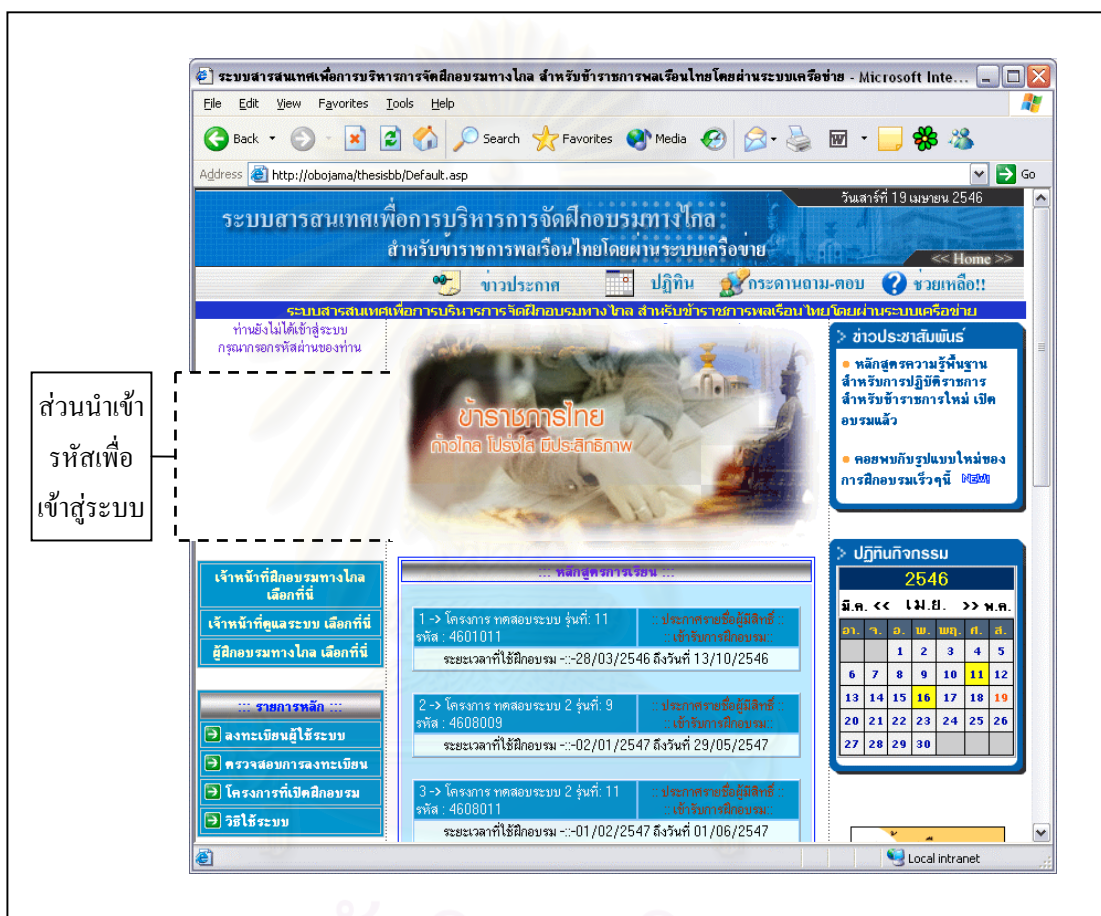 ระบบสารสนเทศเพื่อการบริหารการจัดฝึกอบรมทางไกล สำหรับข้าราชการพลเรือนไทยโดยผ่านระบบเครือข่าย - Microsoft Inte...
File Edit View Favorites Tools Help
Back Search Favorites Media
Address http://obojama/thesisbb/Default.asp Go
วันเสาร์ที่ 19 เมษายน 2546
ระบบสารสนเทศเพื่อการบริหารการจัดฝึกอบรมทางไกล
สำหรับข้าราชการพลเรือนไทยโดยผ่านระบบเครือข่าย
<< Home >>
ข่าวประกาศ ปฏิทิน กระดานถาม-ตอบ ช่วยเหลือ!!
ระบบสารสนเทศเพื่อการบริหารการจัดฝึกอบรมทางไกล สำหรับข้าราชการพลเรือนไทยโดยผ่านระบบเครือข่าย
ท่านยังไม่ได้เข้าสู่ระบบ
กรุณากรอกรหัสผ่านของท่าน
ส่วนนำเข้า
รหัสเพื่อ
เข้าสู่ระบบ
ข้าราชการไทย
ก้าวไกล โปร่งใส มีประสิทธิภาพ
เจ้าหน้าที่ฝึกอบรมทางไกล
เลือกที่นี่
เจ้าหน้าที่ดูแลระบบ เลือกที่นี่
ผู้ฝึกอบรมทางไกล เลือกที่นี่
::: รายการหลัก :::
ลงทะเบียนผู้ใช้ระบบ
ตรวจสอบการลงทะเบียน
โครงการที่เปิดฝึกอบรม
วิธีใช้ระบบ
::: หลักสูตรการเรียน :::
1 -> โครงการ ทดสอบระบบ รุ่นที่: 11
รหัส : 4601011
:: ประกาศรายชื่อผู้มีสิทธิ์ ::
:: เข้ารับการฝึกอบรม::
ระยะเวลาที่ใช้ฝึกอบรม -::-28/03/2546 ถึงวันที่ 13/10/2546
2 -> โครงการ ทดสอบระบบ 2 รุ่นที่: 9
รหัส : 4608009
:: ประกาศรายชื่อผู้มีสิทธิ์ ::
:: เข้ารับการฝึกอบรม::
ระยะเวลาที่ใช้ฝึกอบรม -::-02/01/2547 ถึงวันที่ 29/05/2547
3 -> โครงการ ทดสอบระบบ 2 รุ่นที่: 11
รหัส : 4608011
:: ประกาศรายชื่อผู้มีสิทธิ์ ::
:: เข้ารับการฝึกอบรม::
ระยะเวลาที่ใช้ฝึกอบรม -::-01/02/2547 ถึงวันที่ 01/06/2547
ข่าวประชาสัมพันธ์
หลักสูตรความรู้พื้นฐาน
สำหรับการปฏิบัติราชการ
สำหรับข้าราชการใหม่ เปิด
อบรมแล้ว
คอยพบกับรูปแบบใหม่ของ
การฝึกอบรมเร็วๆนี้ NEW!
ปฏิทินกิจกรรม
2546
มี.ค. << เม.ย. >> พ.ค.
อา. จ. อ. พ. พฤ. ศ. ส.
1 2 3 4 5
6 7 8 9 10 11 12
13 14 15 16 17 18 19
20 21 22 23 24 25 26
27 28 29 30
Local intranet